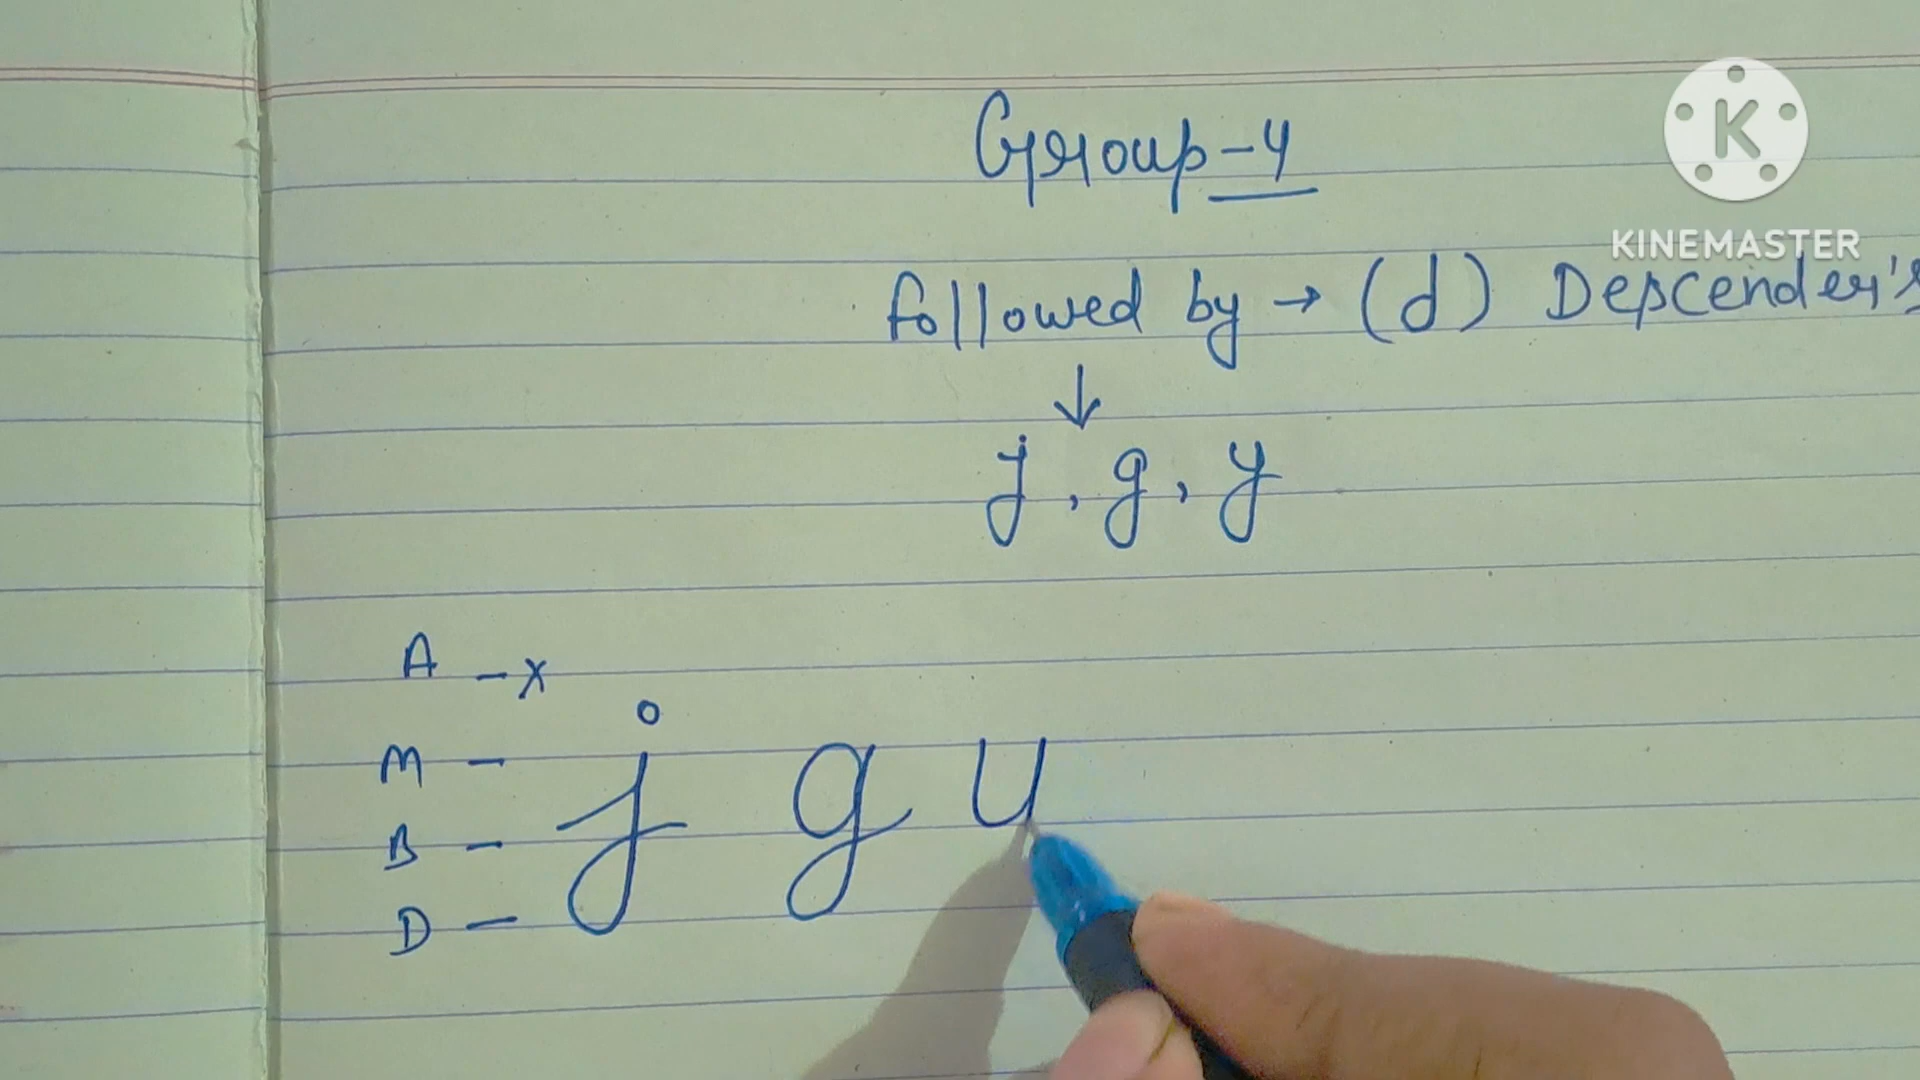 Group-4
K
KINEMASTER
followed by → (d) Descender's
↓
j, g, y
A - x
M -
B -
D -
j g y